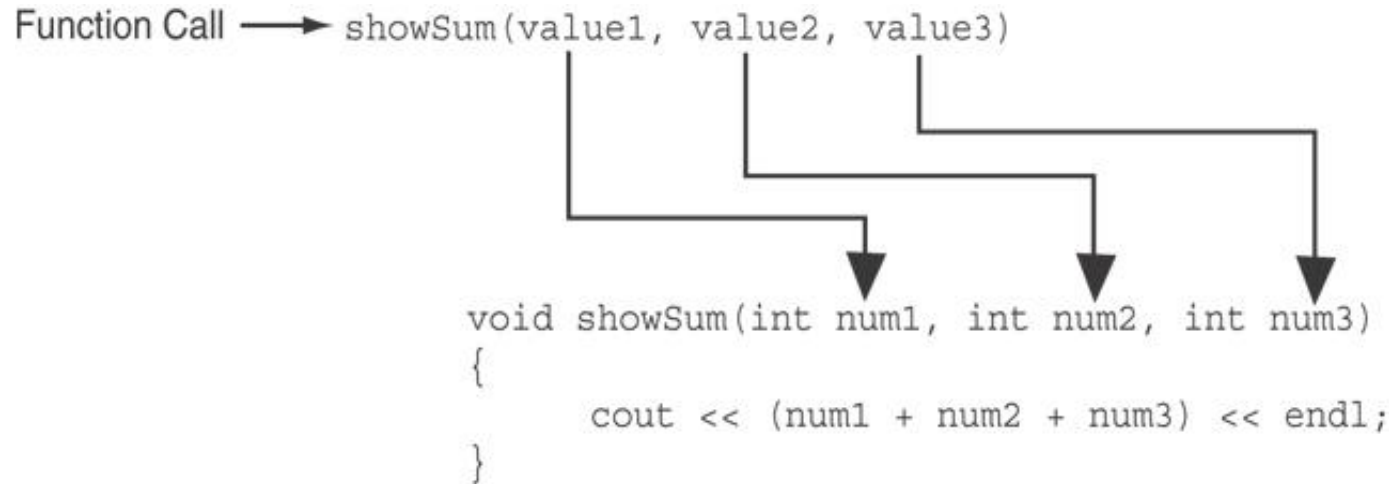 Function Call showSum(value1, value2, value3)
void showSum(int num1, int num2, int num3)
{
cout << (num1 + num2 + num3) << endl;
}